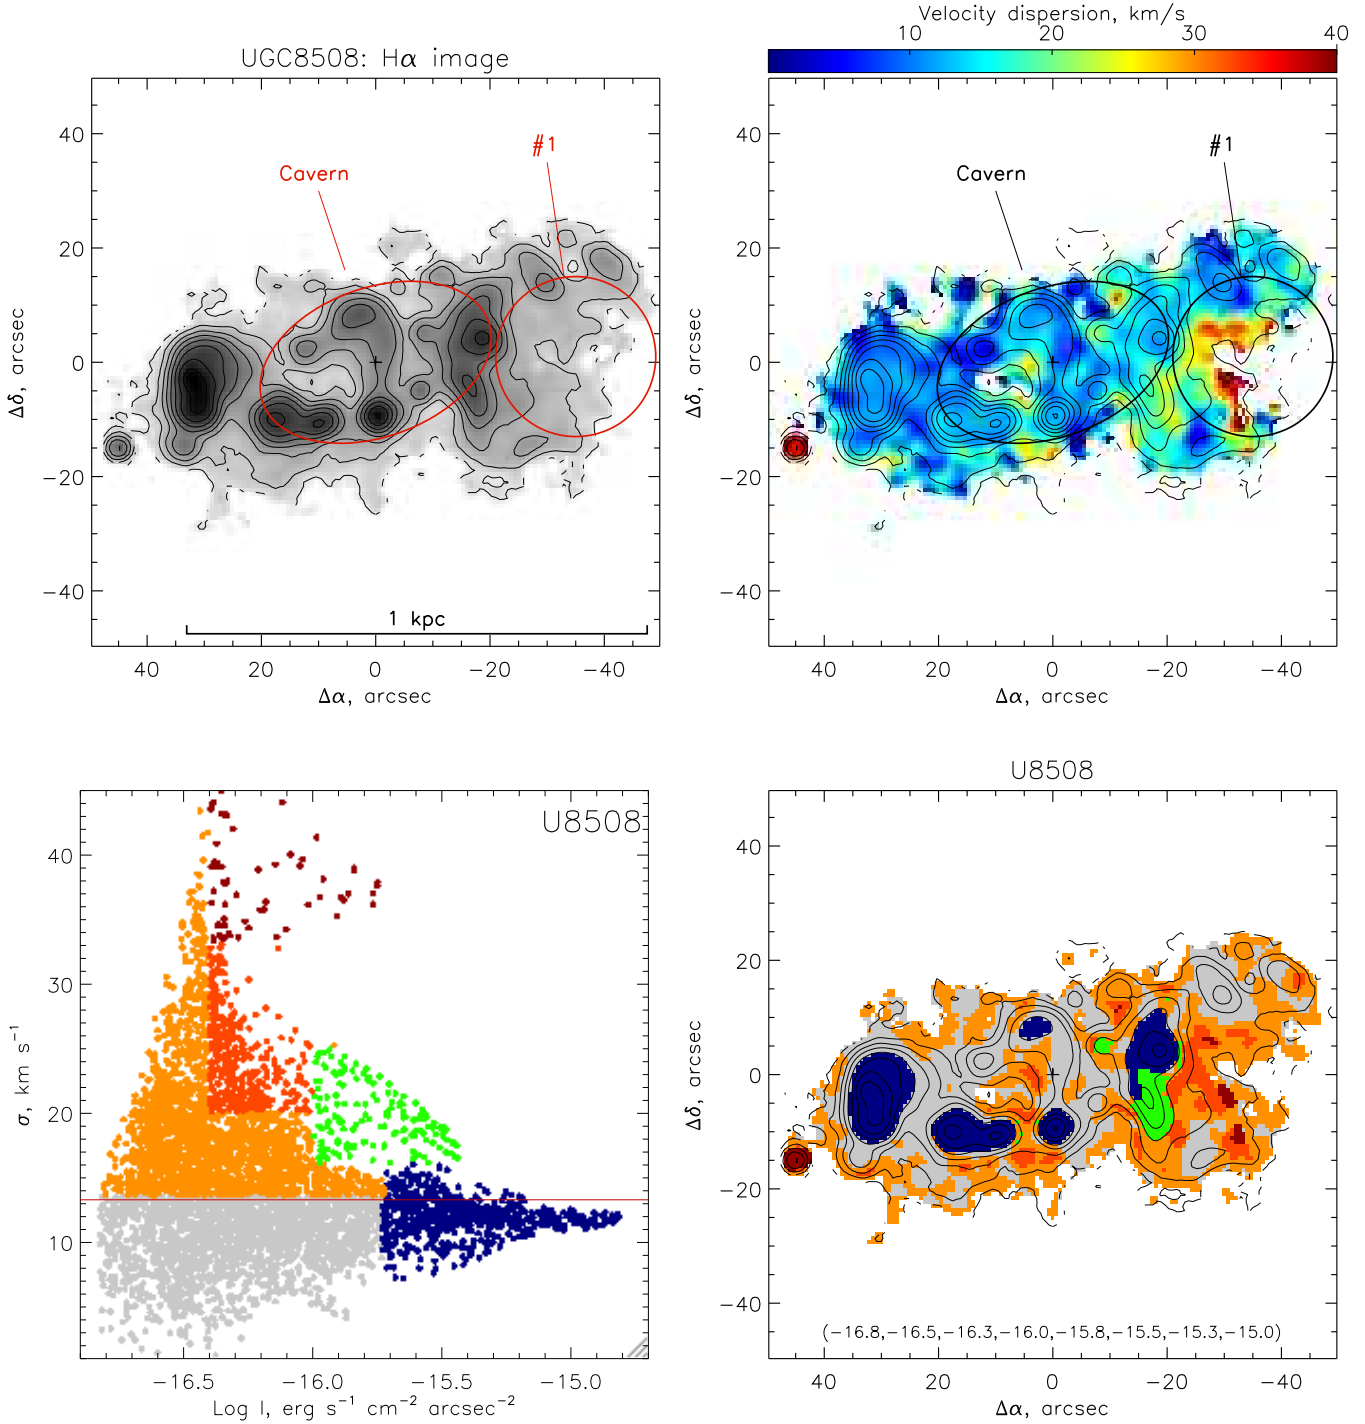 Velocity dispersion, km/s
10 20 30 40
UGC8508: Hα image
#1
Cavern
40
20
0
−20
−40
Δδ, arcsec
1 kpc
40 20 0 −20 −40
Δα, arcsec
#1
Cavern
40
20
0
−20
−40
Δδ, arcsec
40 20 0 −20 −40
Δα, arcsec
U8508
40
30
20
10
σ, km s⁻¹
−16.5 −16.0 −15.5 −15.0
Log I, erg s⁻¹ cm⁻² arcsec⁻²
U8508
40
20
0
−20
−40
Δδ, arcsec
(−16.8,−16.5,−16.3,−16.0,−15.8,−15.5,−15.3,−15.0)
40 20 0 −20 −40
Δα, arcsec